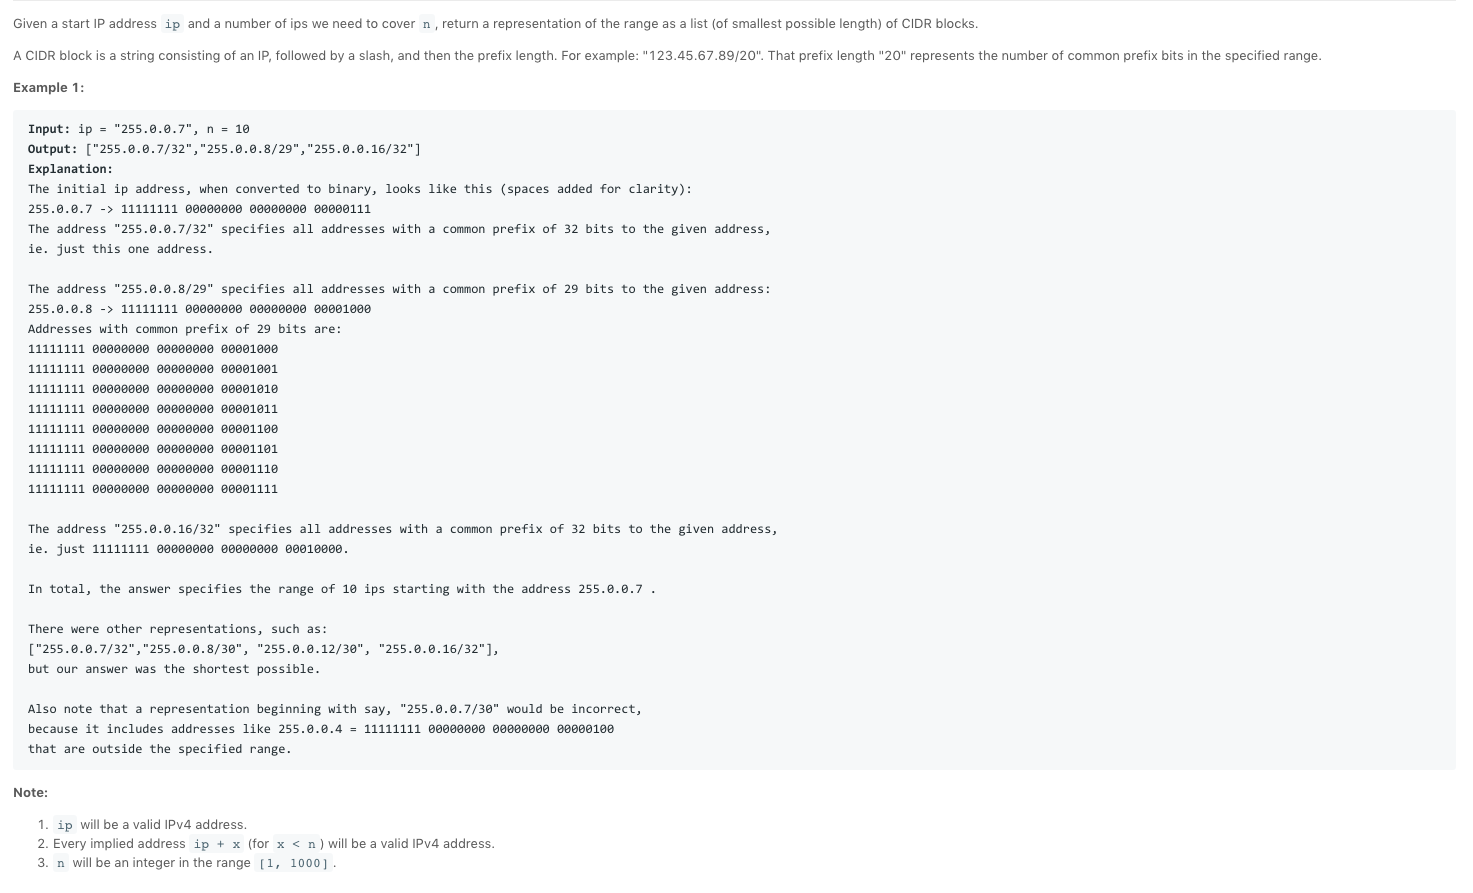 Given a start IP address ip and a number of ips we need to cover n, return a representation of the range as a list (of smallest possible length) of CIDR blocks.
A CIDR block is a string consisting of an IP, followed by a slash, and then the prefix length. For example: "123.45.67.89/20". That prefix length "20" represents the number of common prefix bits in the specified range.
Example 1:
Input: ip = "255.0.0.7", n = 10
Output: ["255.0.0.7/32","255.0.0.8/29","255.0.0.16/32"]
Explanation:
The initial ip address, when converted to binary, looks like this (spaces added for clarity):
255.0.0.7 -> 11111111 00000000 00000000 00000111
The address "255.0.0.7/32" specifies all addresses with a common prefix of 32 bits to the given address,
ie. just this one address.
The address "255.0.0.8/29" specifies all addresses with a common prefix of 29 bits to the given address:
255.0.0.8 -> 11111111 00000000 00000000 00001000
Addresses with common prefix of 29 bits are:
11111111 00000000 00000000 00001000
11111111 00000000 00000000 00001001
11111111 00000000 00000000 00001010
11111111 00000000 00000000 00001011
11111111 00000000 00000000 00001100
11111111 00000000 00000000 00001101
11111111 00000000 00000000 00001110
11111111 00000000 00000000 00001111
The address "255.0.0.16/32" specifies all addresses with a common prefix of 32 bits to the given address,
ie. just 11111111 00000000 00000000 00010000.
In total, the answer specifies the range of 10 ips starting with the address 255.0.0.7 .
There were other representations, such as:
["255.0.0.7/32","255.0.0.8/30", "255.0.0.12/30", "255.0.0.16/32"],
but our answer was the shortest possible.
Also note that a representation beginning with say, "255.0.0.7/30" would be incorrect,
because it includes addresses like 255.0.0.4 = 11111111 00000000 00000000 00000100
that are outside the specified range.
Note:
1. ip will be a valid IPv4 address.
2. Every implied address ip + x (for x < n) will be a valid IPv4 address.
3. n will be an integer in the range [1, 1000].